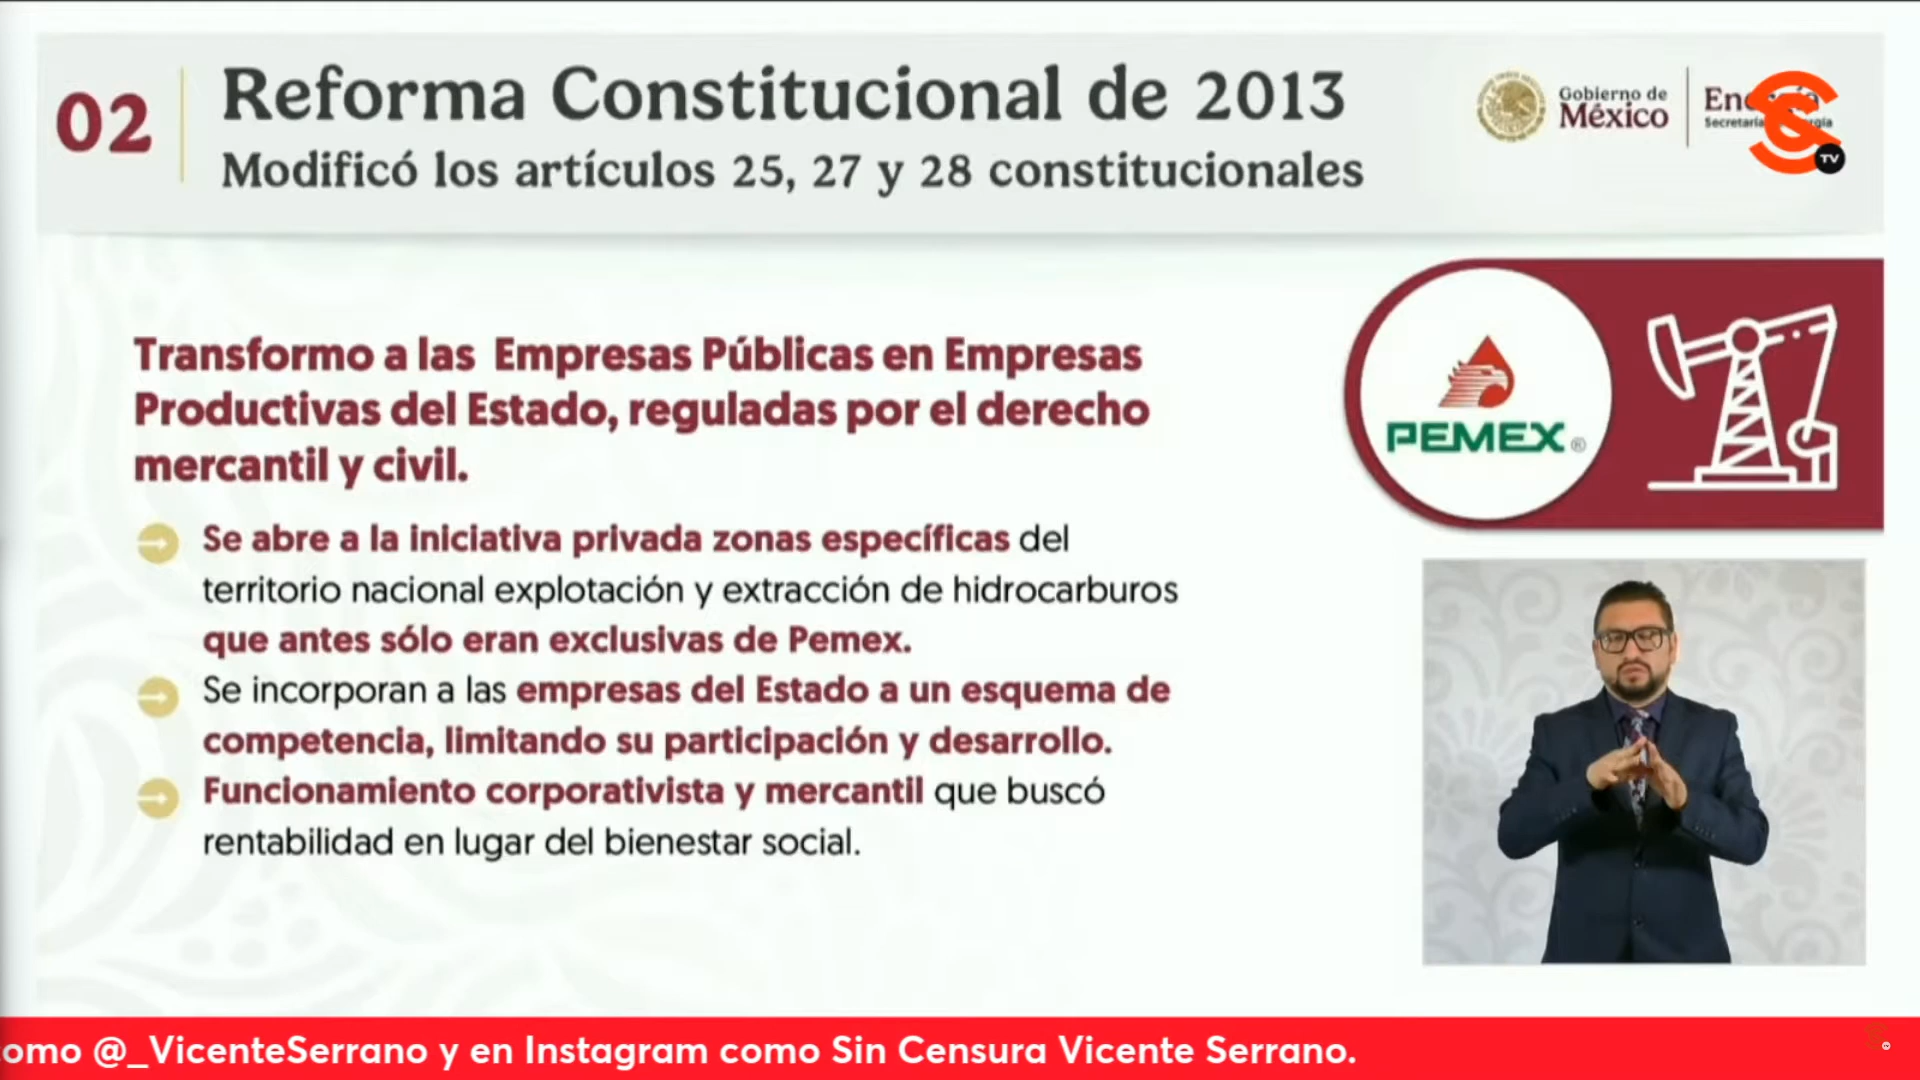 02
Reforma Constitucional de 2013
Modificó los artículos 25, 27 y 28 constitucionales
Gobierno de
México
TV
Transformo a las Empresas Públicas en Empresas
Productivas del Estado, reguladas por el derecho
mercantil y civil.
PEMEX®
Se abre a la iniciativa privada zonas específicas del
territorio nacional explotación y extracción de hidrocarburos
que antes sólo eran exclusivas de Pemex.
Se incorporan a las empresas del Estado a un esquema de
competencia, limitando su participación y desarrollo.
Funcionamiento corporativista y mercantil que buscó
rentabilidad en lugar del bienestar social.
omo @_VicenteSerrano y en Instagram como Sin Censura Vicente Serrano.